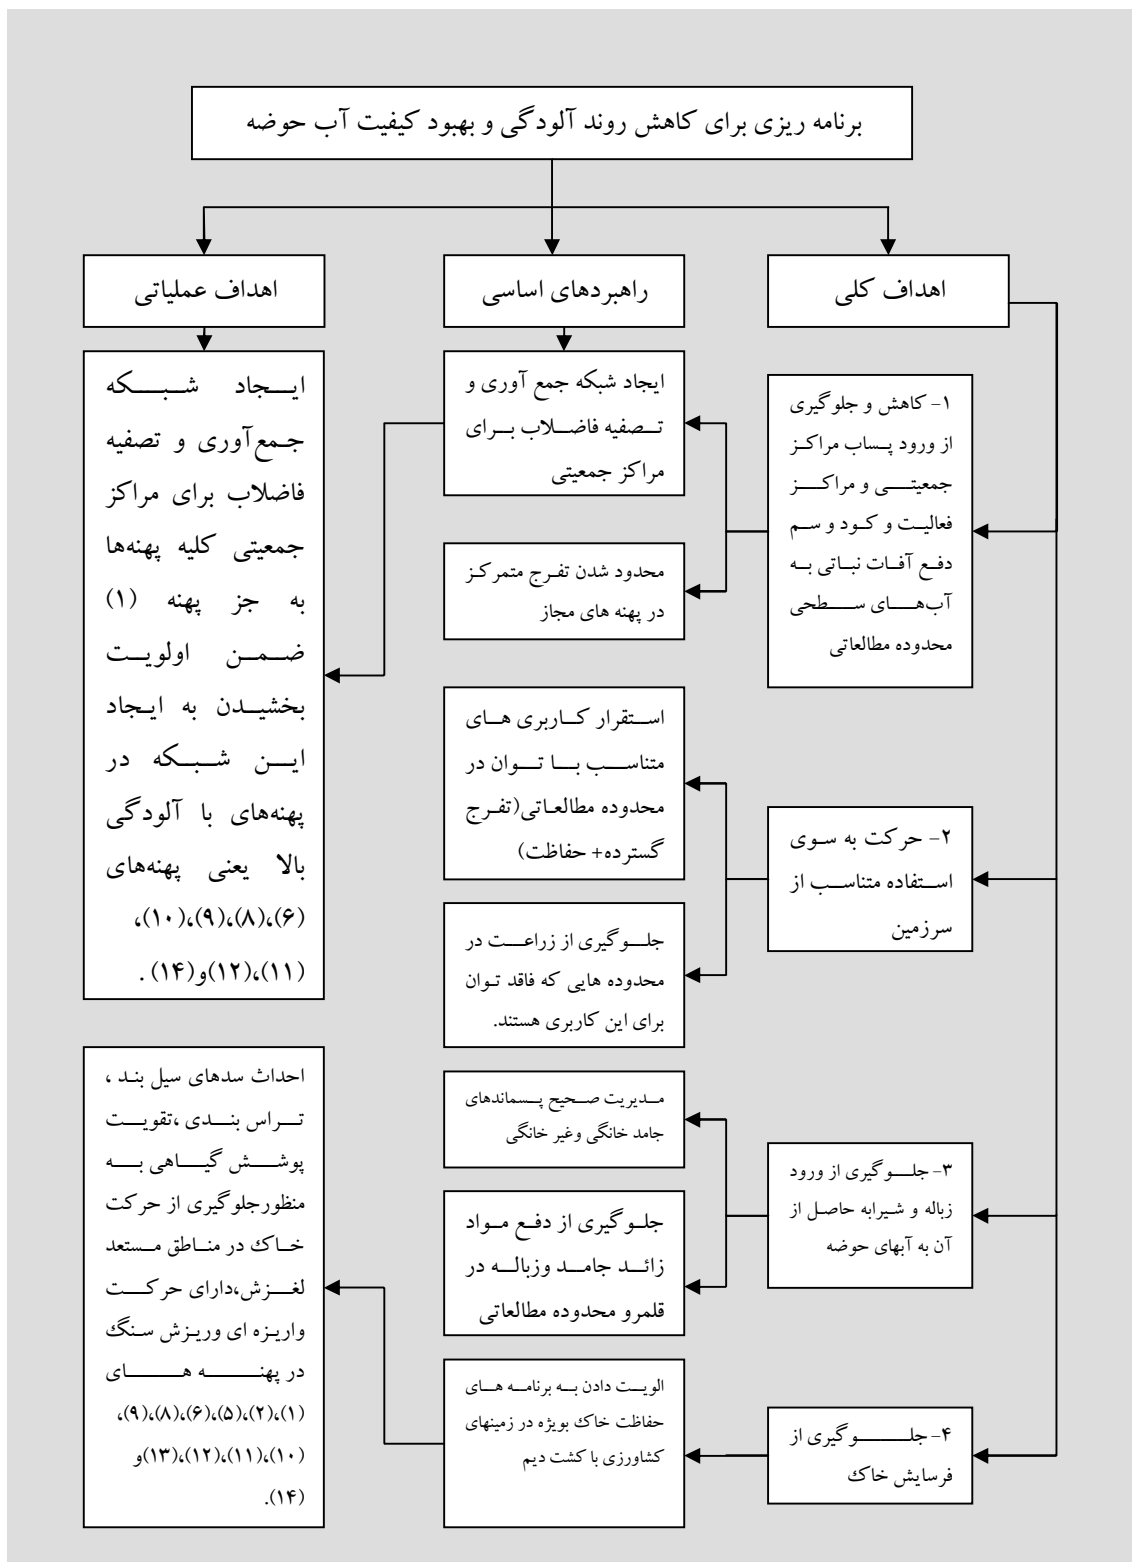 برنامه ریزی برای کاهش روند آلودگی و بهبود کیفیت آب حوضه
اهداف کلی
راهبردهای اساسی
اهداف عملیاتی
۱- کاهش و جلوگیری
از ورود پساب مراکز
جمعیتی و مراکز
فعالیت و کود و سم
دفع آفات نباتی به
آب‌های سطحی
محدوده مطالعاتی
ایجاد شبکه جمع آوری و
تصفیه فاضلاب برای
مراکز جمعیتی
محدود شدن تفرج متمرکز
در پهنه های مجاز
ایجاد شبکه
جمع‌آوری و تصفیه
فاضلاب برای مراکز
جمعیتی کلیه پهنه‌ها
به جز پهنه (۱)
ضمن اولویت
بخشیدن به ایجاد
این شبکه در
پهنه‌های با آلودگی
بالا یعنی پهنه‌های
(۶)،(۸)،(۹)،(۱۰)،
(۱۱)،(۱۲)و(۱۴) .
۲- حرکت به سوی
استفاده متناسب از
سرزمین
استقرار کاربری های
متناسب با توان در
محدوده مطالعاتی(تفرج
گسترده+ حفاظت)
جلوگیری از زراعت در
محدوده هایی که فاقد توان
برای این کاربری هستند.
۳- جلوگیری از ورود
زباله و شیرابه حاصل از
آن به آبهای حوضه
مدیریت صحیح پسماندهای
جامد خانگی وغیر خانگی
جلوگیری از دفع مواد
زائد جامد وزباله در
قلمرو محدوده مطالعاتی
۴- جلوگیری از
فرسایش خاک
الویت دادن به برنامه های
حفاظت خاک بویژه در زمینهای
کشاورزی با کشت دیم
احداث سدهای سیل بند ،
تراس بندی ،تقویت
پوشش گیاهی به
منظورجلوگیری از حرکت
خاک در مناطق مستعد
لغزش،دارای حرکت
واریزه ای وریزش سنگ
در پهنه های
(۱)،(۲)،(۵)،(۶)،(۸)،(۹)،
(۱۰)،(۱۱)،(۱۲)،(۱۳)و
(۱۴).